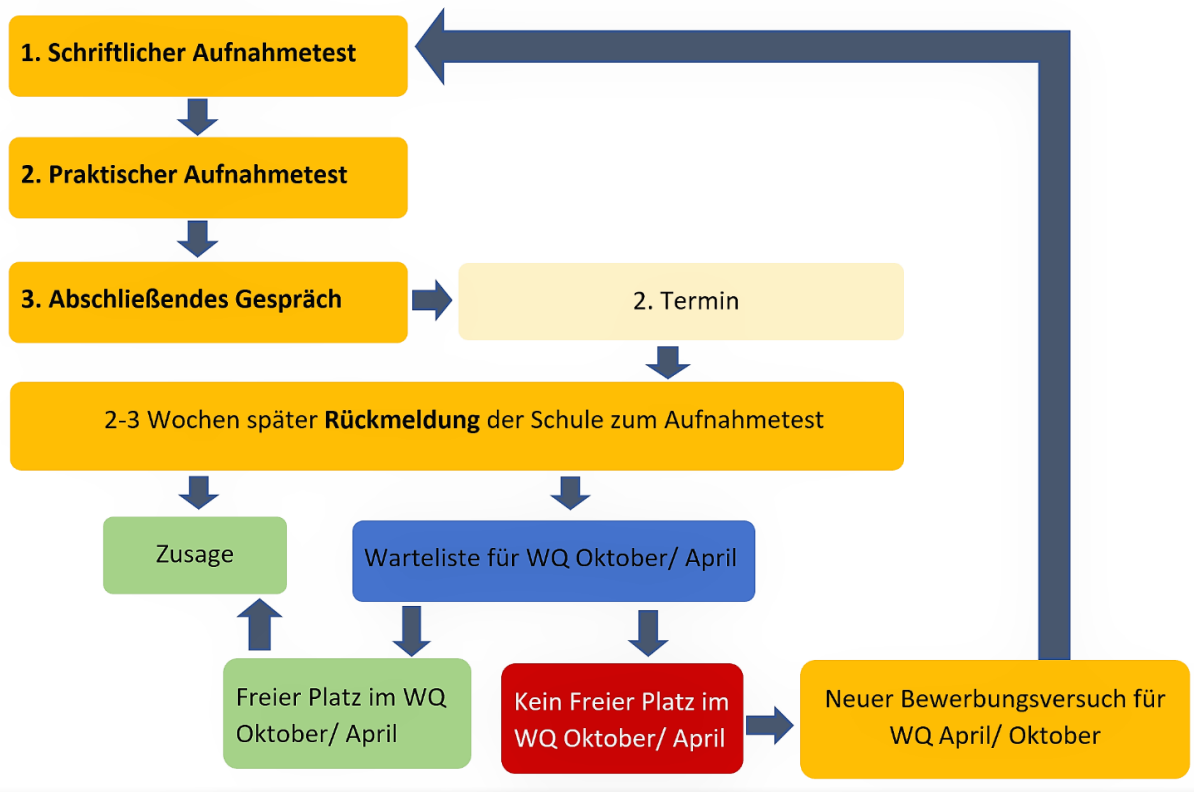 1. Schriftlicher Aufnahmetest
2. Praktischer Aufnahmetest
3. Abschließendes Gespräch
2. Termin
2-3 Wochen später Rückmeldung der Schule zum Aufnahmetest
Zusage
Warteliste für WQ Oktober/ April
Freier Platz im WQ
Oktober/ April
Kein Freier Platz im
WQ Oktober/ April
Neuer Bewerbungsversuch für
WQ April/ Oktober